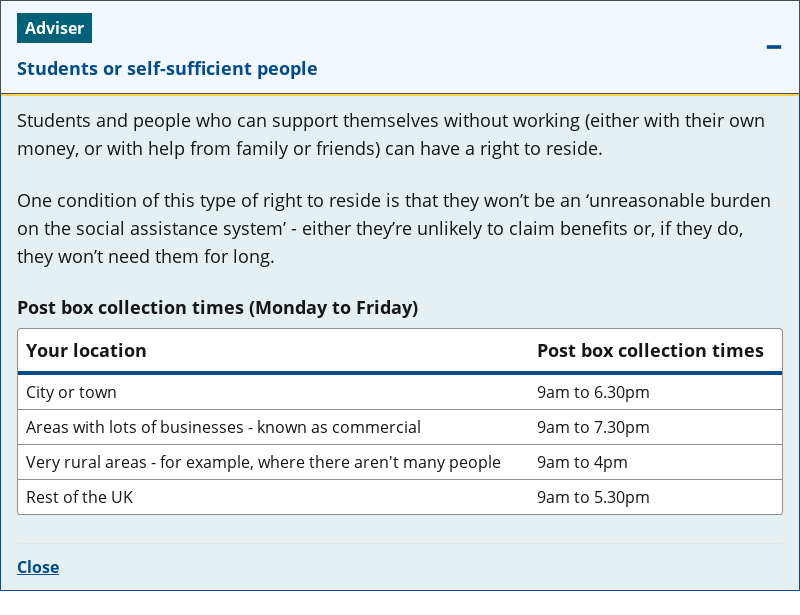 Adviser
Students or self-sufficient people
Students and people who can support themselves without working (either with their own
money, or with help from family or friends) can have a right to reside.
One condition of this type of right to reside is that they won’t be an ‘unreasonable burden
on the social assistance system’ - either they’re unlikely to claim benefits or, if they do,
they won’t need them for long.
Post box collection times (Monday to Friday)
Your location Post box collection times
City or town 9am to 6.30pm
Areas with lots of businesses - known as commercial 9am to 7.30pm
Very rural areas - for example, where there aren't many people 9am to 4pm
Rest of the UK 9am to 5.30pm
Close